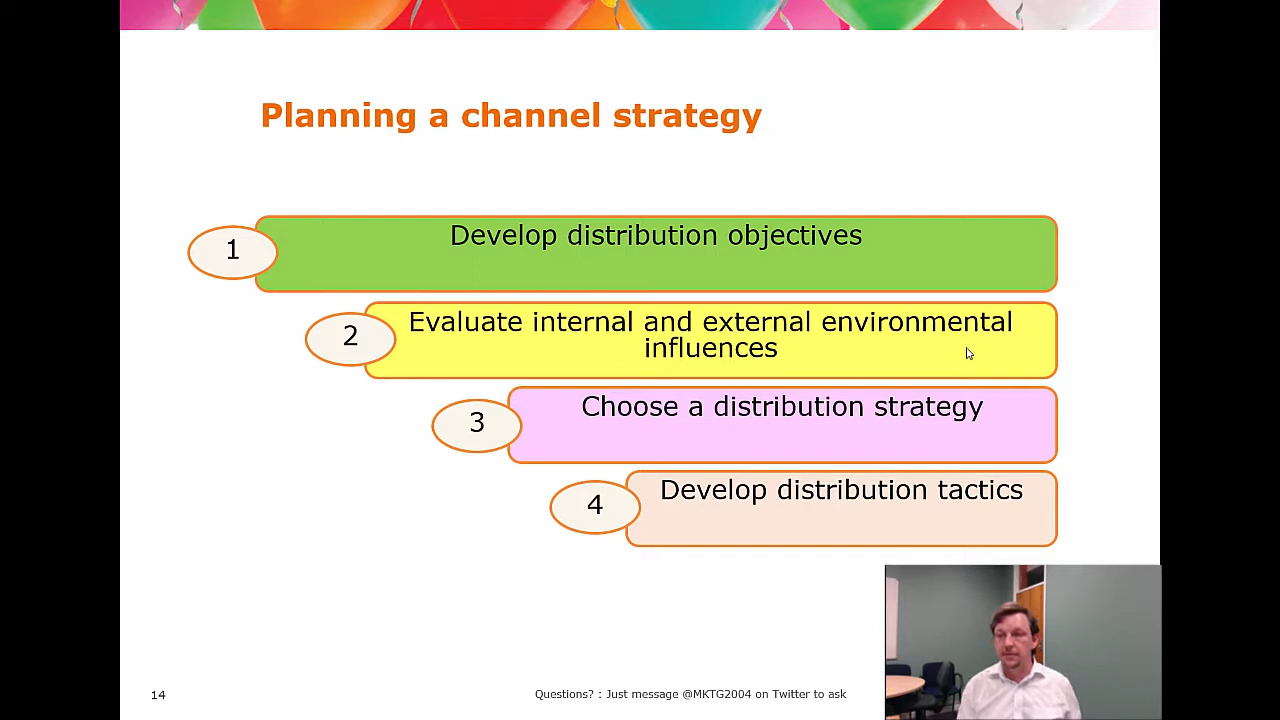 Planning a channel strategy
1
Develop distribution objectives
2
Evaluate internal and external environmental
influences
3
Choose a distribution strategy
4
Develop distribution tactics
14
Questions? : Just message @MKTG2004 on Twitter to ask